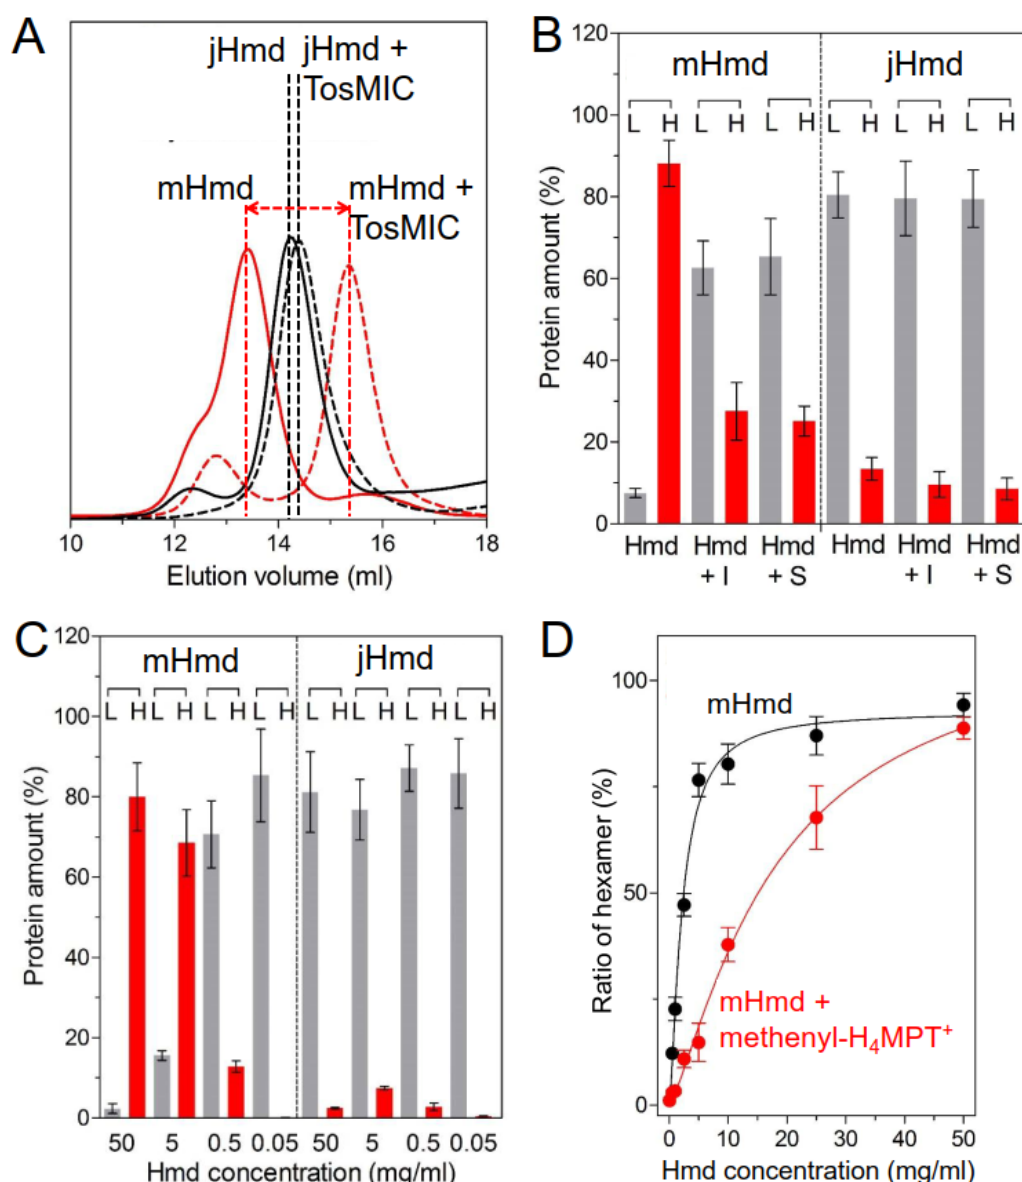 A
jHmd
jHmd +
TosMIC
mHmd
mHmd +
TosMIC
10 12 14 16 18
Elution volume (ml)
B
120
100
80
60
40
20
0
Protein amount (%)
mHmd jHmd
L H L H L H L H L H L H
Hmd Hmd Hmd Hmd Hmd Hmd
+ I + S + I + S
C
120
100
80
60
40
20
0
Protein amount (%)
mHmd jHmd
L H L H L H L H L H L H L H L H
50 5 0.5 0.05 50 5 0.5 0.05
Hmd concentration (mg/ml)
D
100
50
0
Ratio of hexamer (%)
mHmd
mHmd +
methenyl-H₄MPT⁺
0 10 20 30 40 50
Hmd concentration (mg/ml)